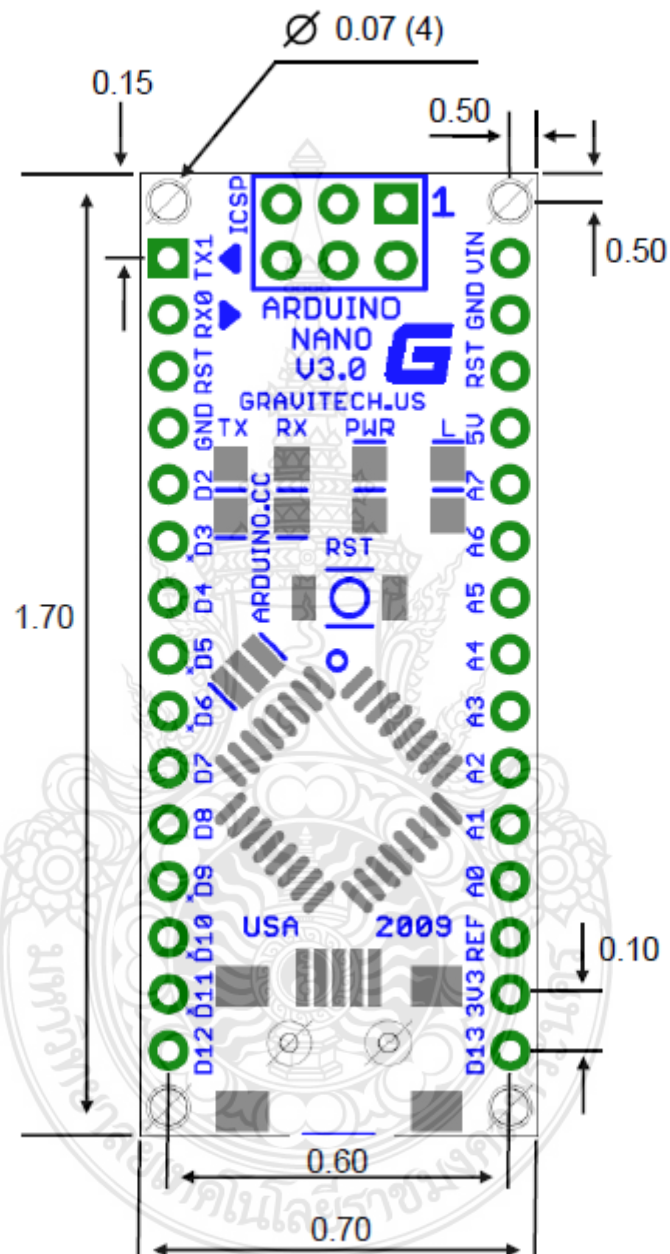 Ø 0.07 (4)
0.15
0.50
0.50
ICSP
1
TX1
RX0
RST
GND
D2
D3
D4
D5
D6
D7
D8
D9
D10
D11
D12
ARDUINO
NANO
V3.0
G
GRAVITECH.US
TX RX PWR L
ARDUINO.CC
RST
VIN
GND
RST
5V
A7
A6
A5
A4
A3
A2
A1
A0
REF
3V3
D13
1.70
USA 2009
0.10
0.60
0.70